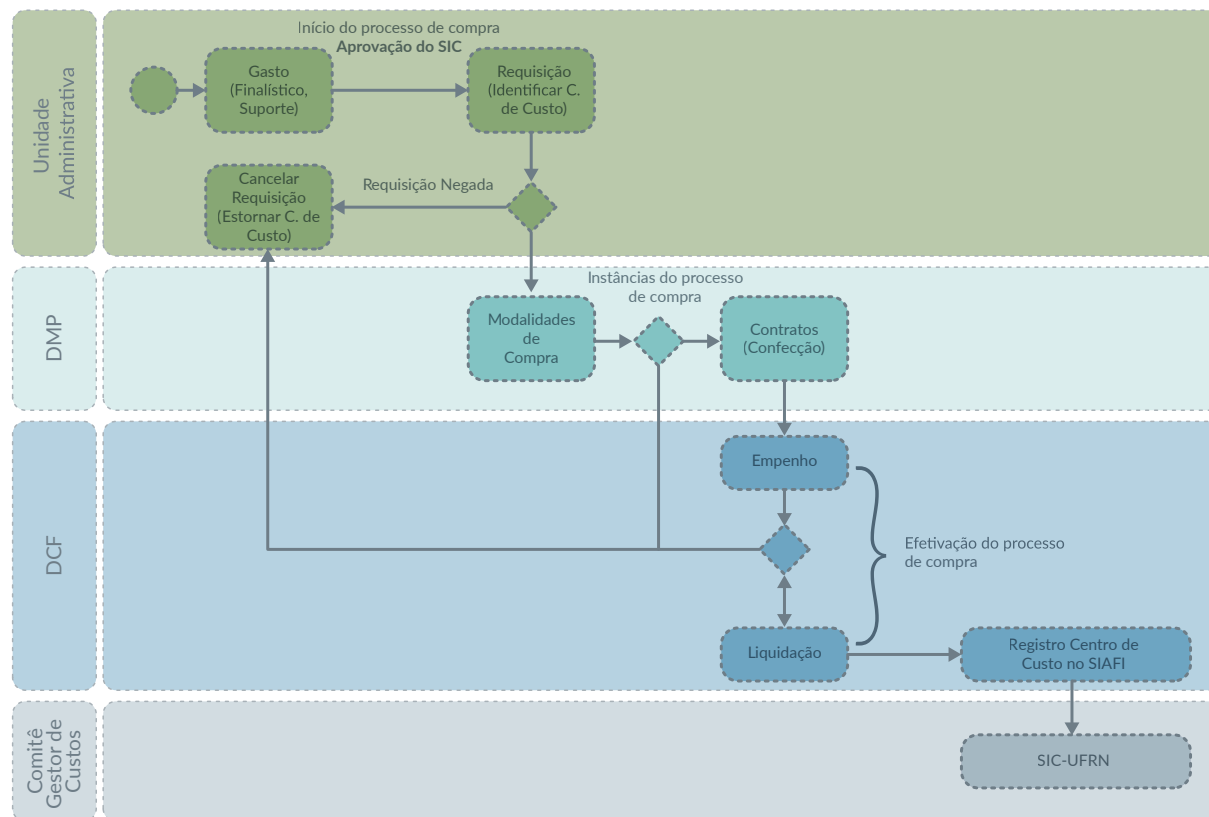 Unidade
Administrativa
Início do processo de compra
Aprovação do SIC
Gasto
(Finalístico,
Suporte)
Requisição
(Identificar C.
de Custo)
Cancelar
Requisição
(Estornar C. de
Custo)
Requisição Negada
DMP
Instâncias do processo
de compra
Modalidades
de
Compra
Contratos
(Confecção)
DCF
Empenho
Efetivação do processo
de compra
Liquidação
Registro Centro de
Custo no SIAFI
Comitê
Gestor de
Custos
SIC-UFRN